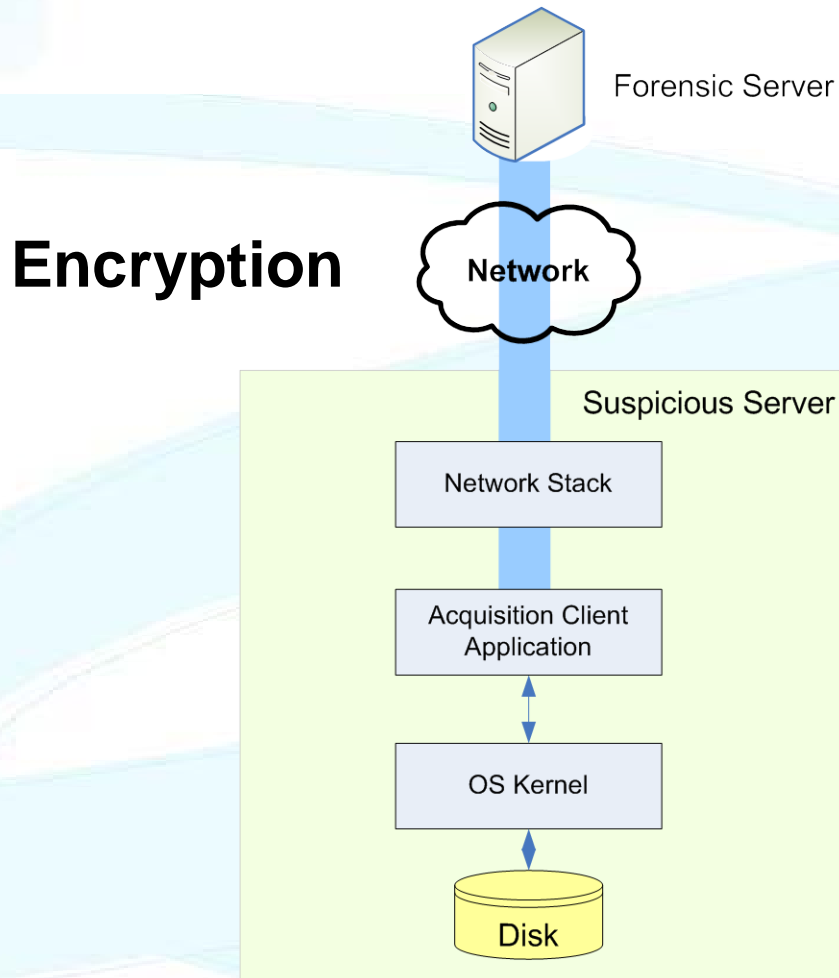 Forensic Server
Encryption
Network
Suspicious Server
Network Stack
Acquisition Client
Application
OS Kernel
Disk